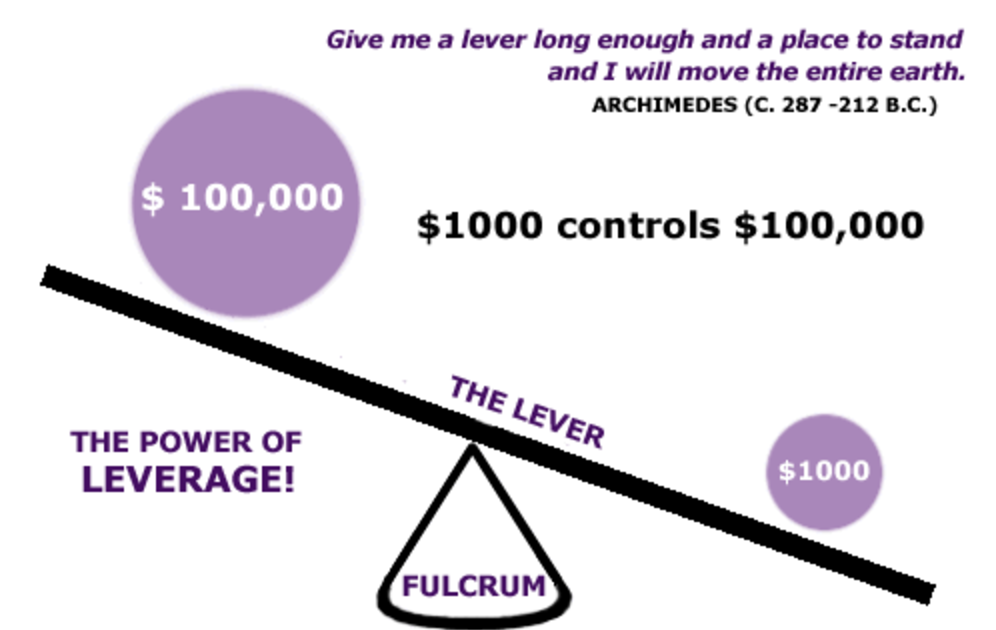 Give me a lever long enough and a place to stand
and I will move the entire earth.
ARCHIMEDES (C. 287 -212 B.C.)
$ 100,000
$1000 controls $100,000
THE LEVER
THE POWER OF
LEVERAGE!
$1000
FULCRUM